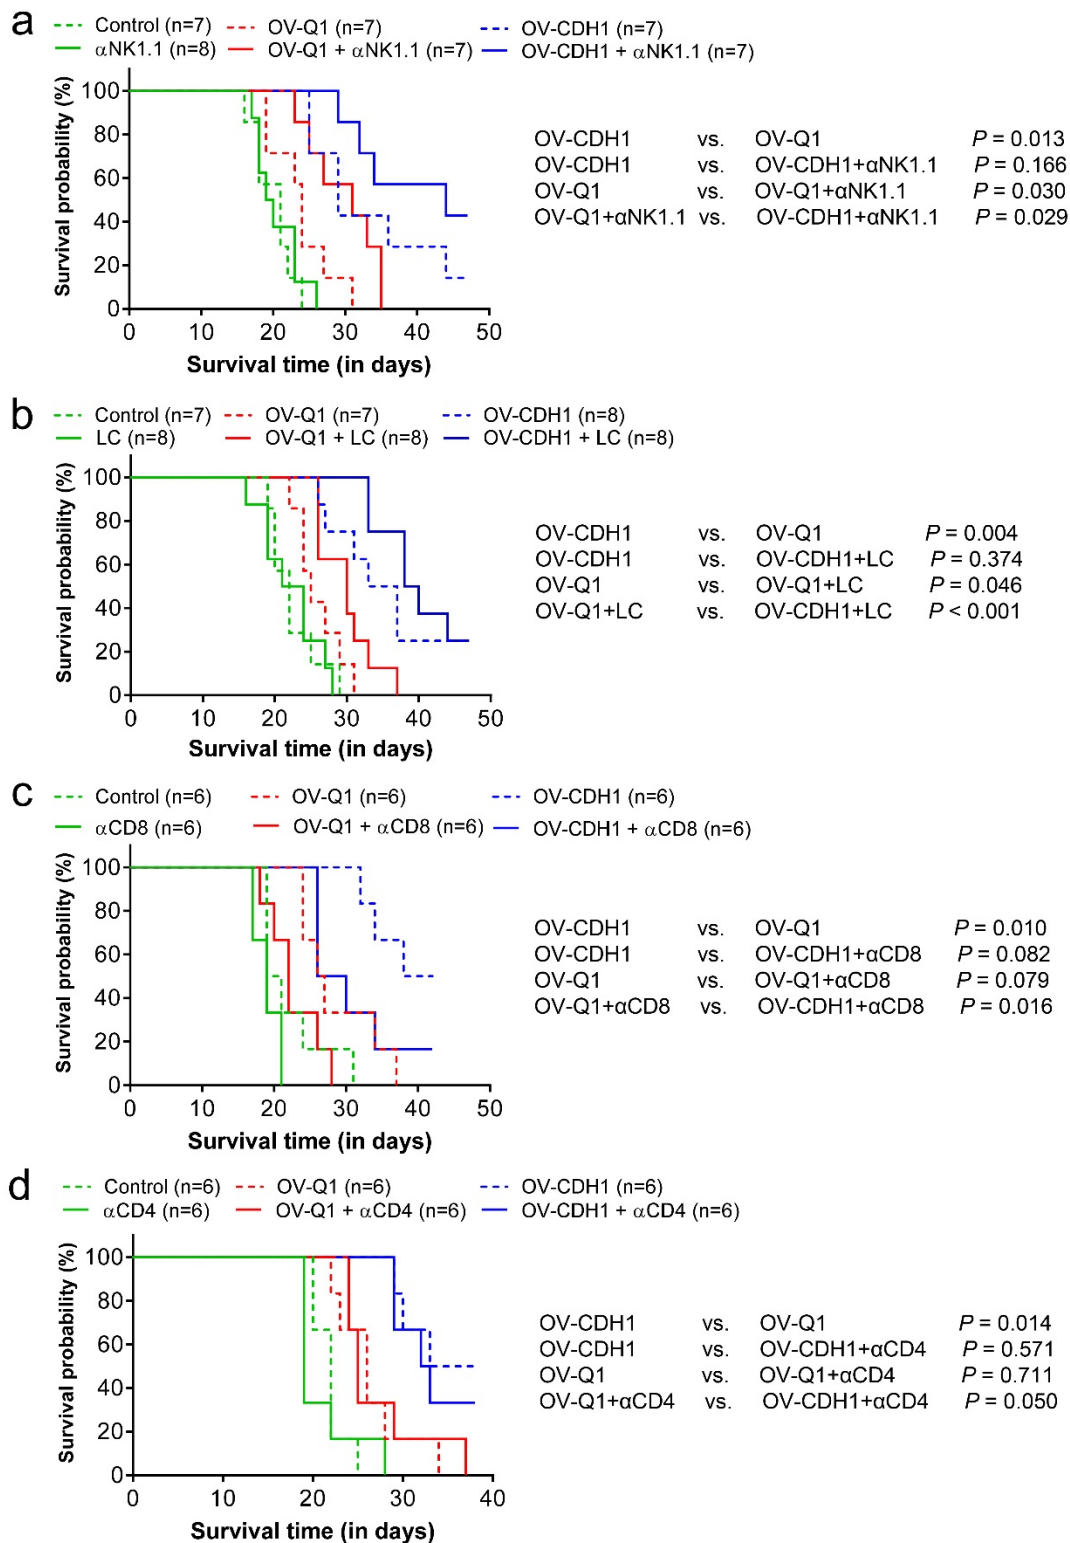 a
Control (n=7) OV-Q1 (n=7) OV-CDH1 (n=7)
αNK1.1 (n=8) OV-Q1 + αNK1.1 (n=7) OV-CDH1 + αNK1.1 (n=7)
Survival probability (%)
100
80
60
40
20
0
0 10 20 30 40 50
Survival time (in days)
OV-CDH1 vs. OV-Q1 P = 0.013
OV-CDH1 vs. OV-CDH1+αNK1.1 P = 0.166
OV-Q1 vs. OV-Q1+αNK1.1 P = 0.030
OV-Q1+αNK1.1 vs. OV-CDH1+αNK1.1 P = 0.029
b
Control (n=7) OV-Q1 (n=7) OV-CDH1 (n=8)
LC (n=8) OV-Q1 + LC (n=8) OV-CDH1 + LC (n=8)
Survival probability (%)
100
80
60
40
20
0
0 10 20 30 40 50
Survival time (in days)
OV-CDH1 vs. OV-Q1 P = 0.004
OV-CDH1 vs. OV-CDH1+LC P = 0.374
OV-Q1 vs. OV-Q1+LC P = 0.046
OV-Q1+LC vs. OV-CDH1+LC P < 0.001
c
Control (n=6) OV-Q1 (n=6) OV-CDH1 (n=6)
αCD8 (n=6) OV-Q1 + αCD8 (n=6) OV-CDH1 + αCD8 (n=6)
Survival probability (%)
100
80
60
40
20
0
0 10 20 30 40 50
Survival time (in days)
OV-CDH1 vs. OV-Q1 P = 0.010
OV-CDH1 vs. OV-CDH1+αCD8 P = 0.082
OV-Q1 vs. OV-Q1+αCD8 P = 0.079
OV-Q1+αCD8 vs. OV-CDH1+αCD8 P = 0.016
d
Control (n=6) OV-Q1 (n=6) OV-CDH1 (n=6)
αCD4 (n=6) OV-Q1 + αCD4 (n=6) OV-CDH1 + αCD4 (n=6)
Survival probability (%)
100
80
60
40
20
0
0 10 20 30 40
Survival time (in days)
OV-CDH1 vs. OV-Q1 P = 0.014
OV-CDH1 vs. OV-CDH1+αCD4 P = 0.571
OV-Q1 vs. OV-Q1+αCD4 P = 0.711
OV-Q1+αCD4 vs. OV-CDH1+αCD4 P = 0.050